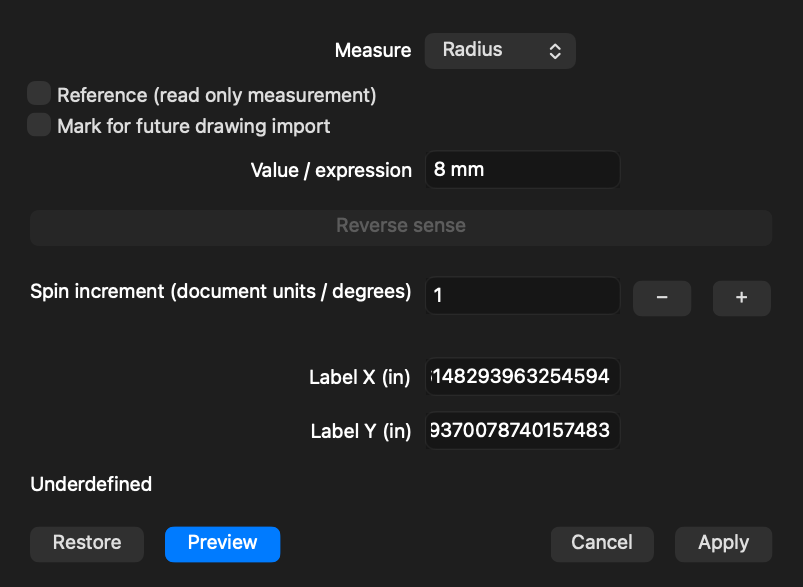 Measure Radius
Reference (read only measurement)
Mark for future drawing import
Value / expression 8 mm
Reverse sense
Spin increment (document units / degrees) 1 − +
Label X (in) 148293963254594
Label Y (in) 9370078740157483
Underdefined
Restore Preview Cancel Apply